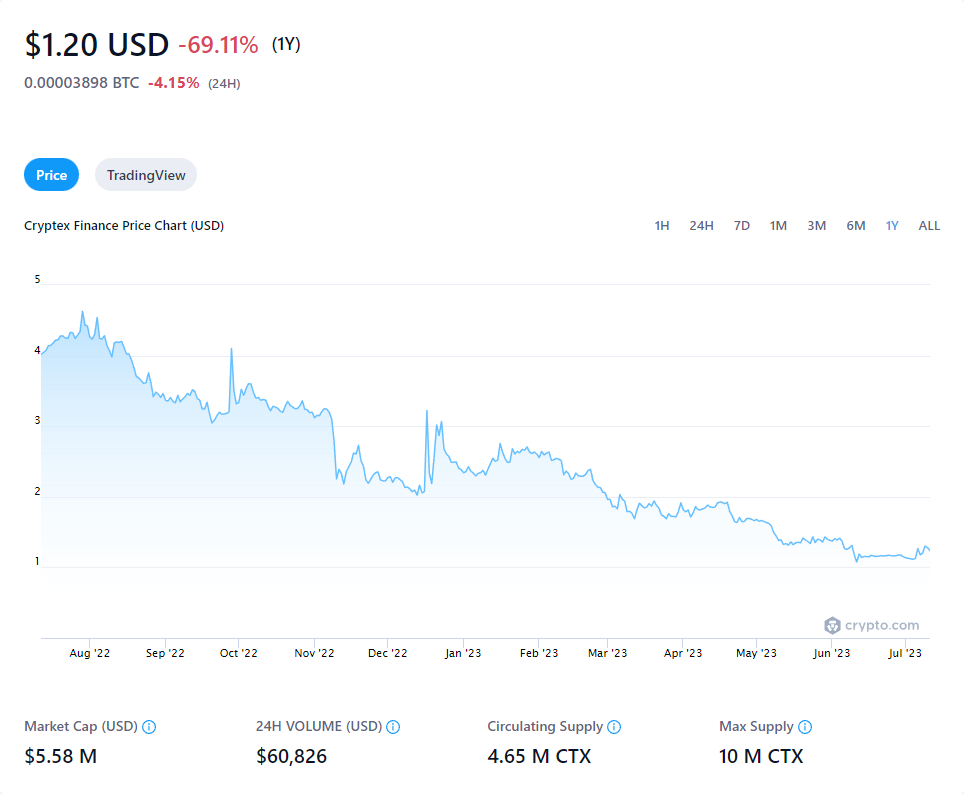 $1.20 USD -69.11% (1Y)
0.00003898 BTC -4.15% (24H)
Price TradingView
Cryptex Finance Price Chart (USD) 1H 24H 7D 1M 3M 6M 1Y ALL
5
4
3
2
1
crypto.com
Aug '22 Sep '22 Oct '22 Nov '22 Dec '22 Jan '23 Feb '23 Mar '23 Apr '23 May '23 Jun '23 Jul '23
Market Cap (USD) 24H VOLUME (USD) Circulating Supply Max Supply
$5.58 M $60,826 4.65 M CTX 10 M CTX